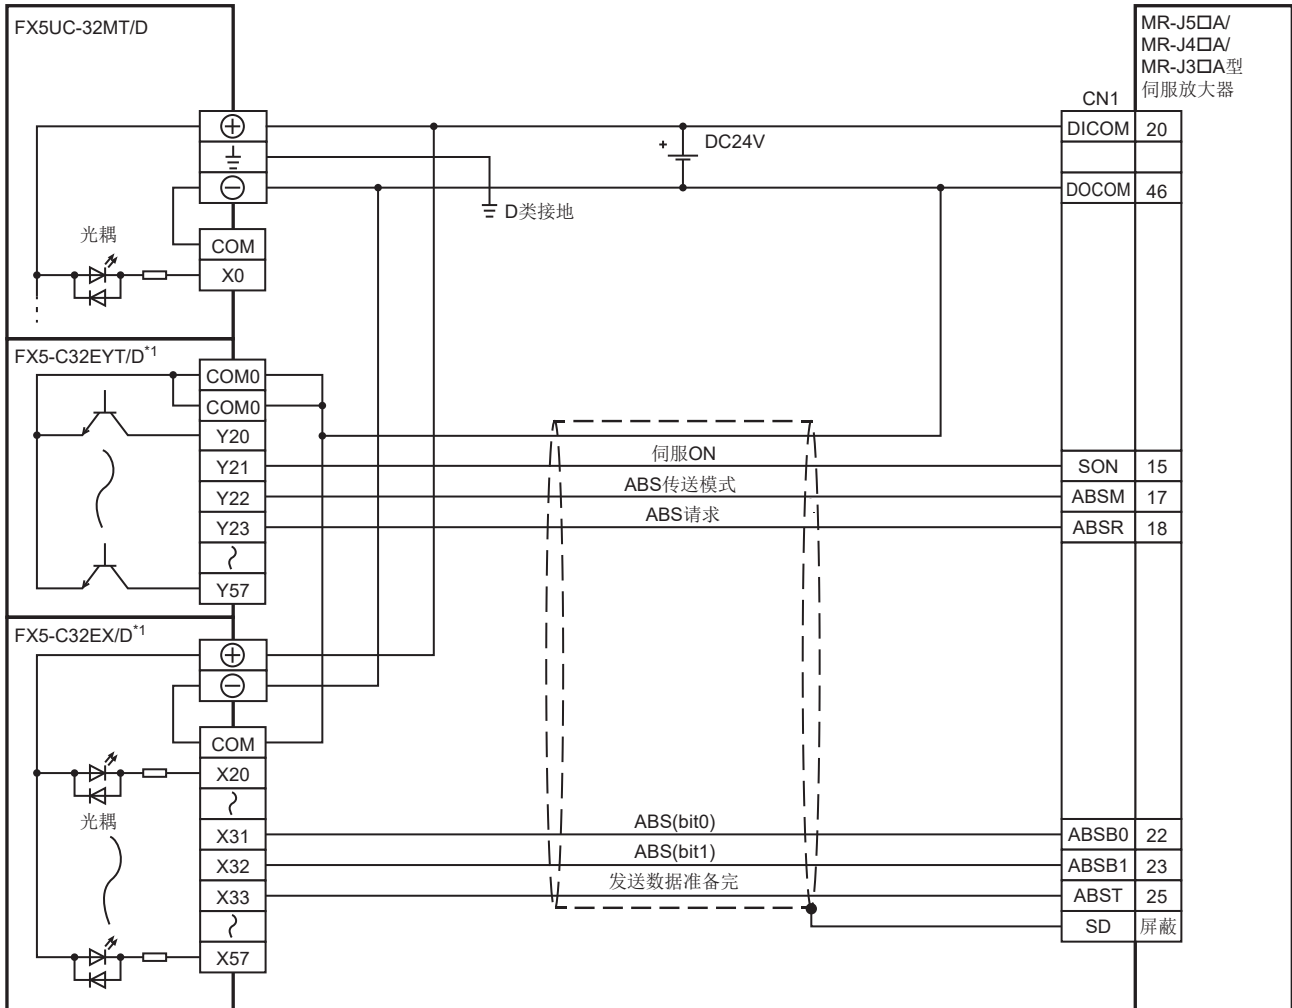 FX5UC-32MT/D
MR-J5□A/
MR-J4□A/
MR-J3□A型
伺服放大器
CN1
DICOM 20
+ DC24V
DOCOM 46
D类接地
光耦
COM
X0
FX5-C32EYT/D*1
COM0
COM0
Y20
伺服ON
Y21 SON 15
ABS传送模式
Y22 ABSM 17
ABS请求
Y23 ABSR 18
Y57
FX5-C32EX/D*1
COM
X20
光耦
ABS(bit0)
X31 ABSB0 22
ABS(bit1)
X32 ABSB1 23
发送数据准备完
X33 ABST 25
SD 屏蔽
X57